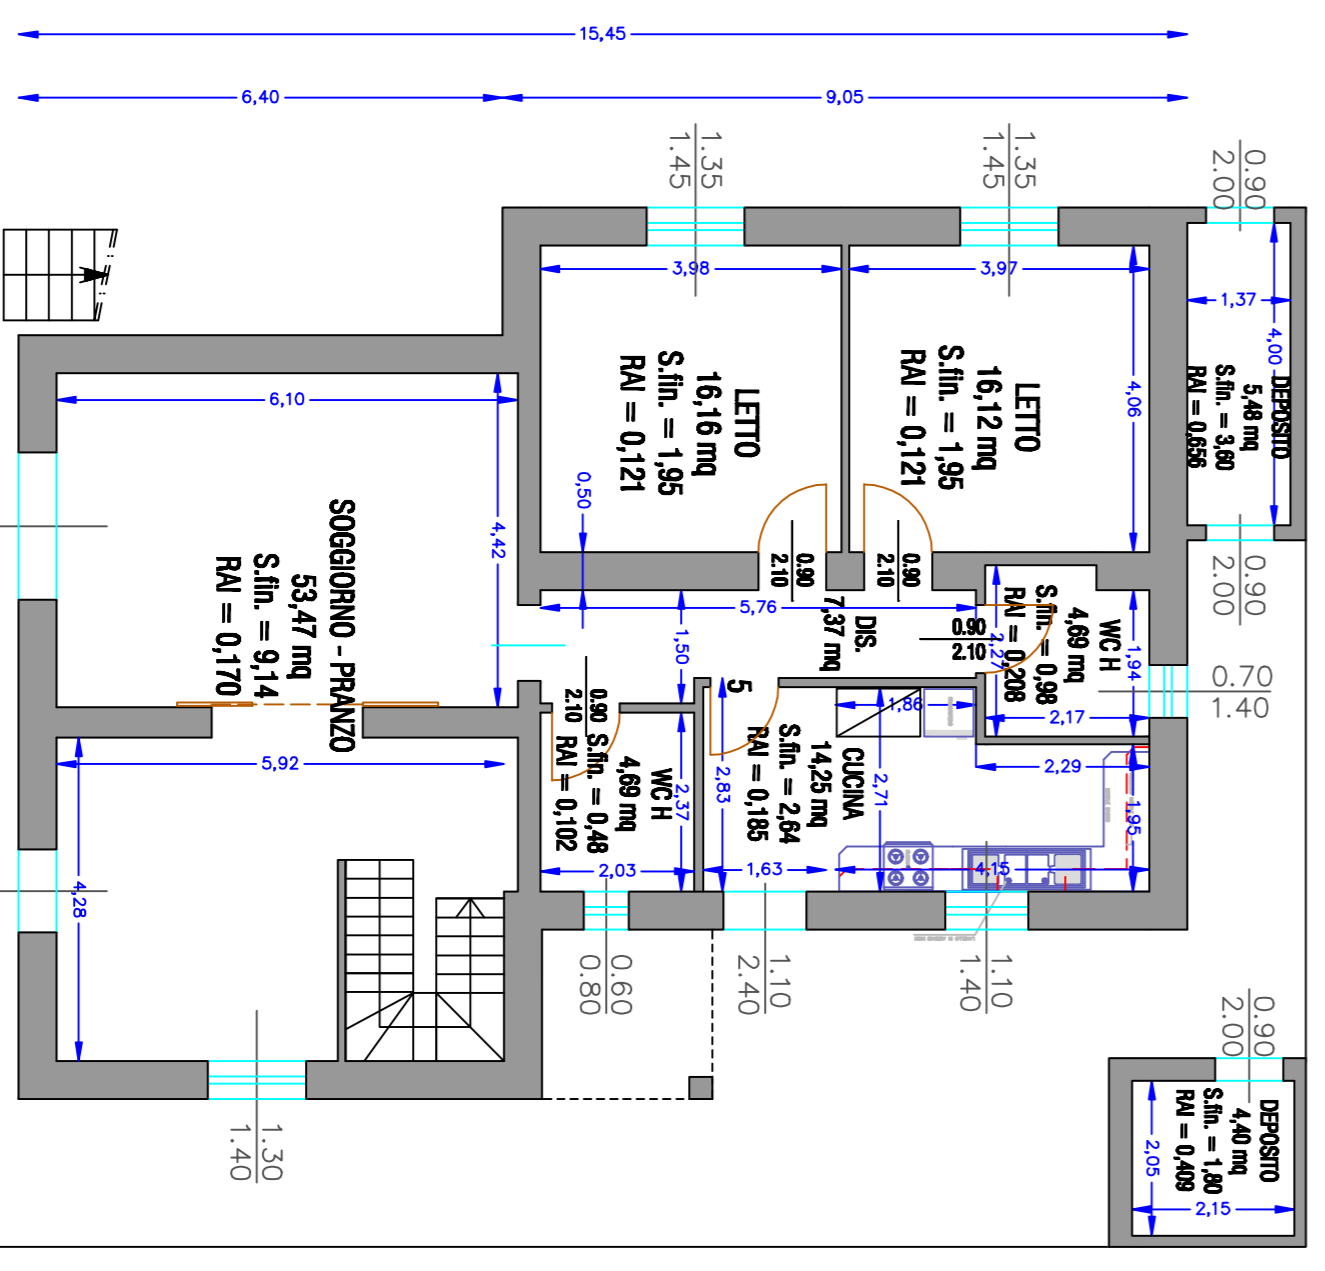 15,45
6,40
9,05
1.35
1.45
1.35
1.45
0.90
2.00
3,98
3,97
1,37
4,00
DEPOSITO
5,48 mq
S.fin. = 3,60
RAI = 0,656
LETTO
16,16 mq
S.fin. = 1,95
RAI = 0,121
LETTO
16,12 mq
S.fin. = 1,95
RAI = 0,121
4,06
6,10
0,50
4,42
SOGGIORNO - PRANZO
53,47 mq
S.fin. = 9,14
RAI = 0,170
0.90
2.10
0.90
2.10
0.90
2.00
5,76
1,50
DIS.
7,37 mq
0.90
2.10
2,27
WC H
4,69 mq
S.fin. = 0,98
RAI = 0,208
1,94
2,17
0.70
1.40
5
0.90
2.10
1,86
5,92
WC H
4,69 mq
S.fin. = 0,48
RAI = 0,102
2,37
2,03
2,83
CUCINA
14,25 mq
S.fin. = 2,64
RAI = 0,185
2,71
2,29
1,95
1,63
4,15
4,28
0.60
0.80
1.10
2.40
1.10
1.40
1.30
1.40
0.90
2.00
DEPOSITO
4,40 mq
S.fin. = 1,80
RAI = 0,409
2,05
2,15